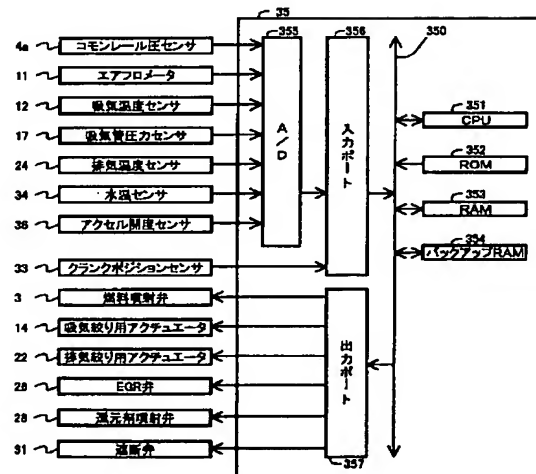 35
4a コモンレール圧センサ
11 エアフロメータ
12 吸気温度センサ
17 吸気管圧力センサ
24 排気温度センサ
34 水温センサ
36 アクセル開度センサ
33 クランクポジションセンサ
3 燃料噴射弁
14 吸気絞り用アクチュエータ
22 排気絞り用アクチュエータ
26 EGR弁
28 還元剤噴射弁
31 遮断弁
355
A/D
356
入力ポート
出力ポート
357
350
351
CPU
352
ROM
353
RAM
354
バックアップRAM